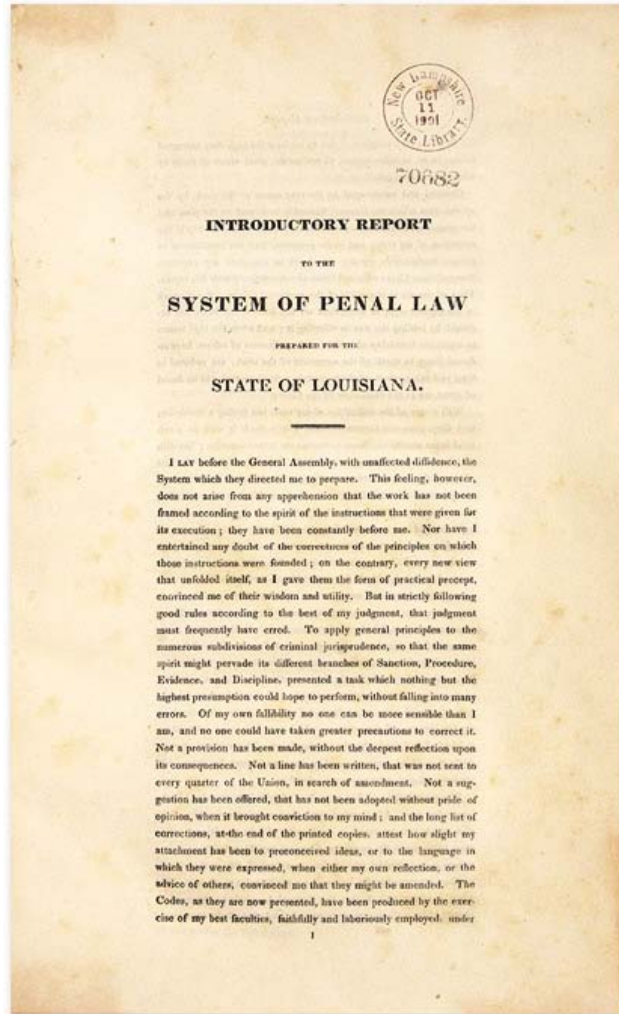 New Hampshire
OCT
11
1901
State Library.
70682
INTRODUCTORY REPORT
TO THE
SYSTEM OF PENAL LAW
PREPARED FOR THE
STATE OF LOUISIANA.
I LAY before the General Assembly, with unaffected diffidence, the
System which they directed me to prepare. This feeling, however,
does not arise from any apprehension that the work has not been
framed according to the spirit of the instructions that were given for
its execution; they have been constantly before me. Nor have I
entertained any doubt of the correctness of the principles on which
those instructions were founded; on the contrary, every new view
that unfolded itself, as I gave them the form of practical precept,
convinced me of their wisdom and utility. But in strictly following
good rules according to the best of my judgment, that judgment
must frequently have erred. To apply general principles to the
numerous subdivisions of criminal jurisprudence, so that the same
spirit might pervade its different branches of Sanction, Procedure,
Evidence, and Discipline, presented a task which nothing but the
highest presumption could hope to perform, without falling into many
errors. Of my own fallibility no one can be more sensible than I
am, and no one could have taken greater precautions to correct it.
Not a provision has been made, without the deepest reflection upon
its consequences. Not a line has been written, that was not sent to
every quarter of the Union, in search of amendment. Not a sug-
gestion has been offered, that has not been adopted without pride of
opinion, when it brought conviction to my mind; and the long list of
corrections, at the end of the printed copies, attest how slight my
attachment has been to preconceived ideas, or to the language in
which they were expressed, when either my own reflection, or the
advice of others, convinced me that they might be amended. The
Codes, as they are now presented, have been produced by the exer-
cise of my best faculties, faithfully and laboriously employed, under
1